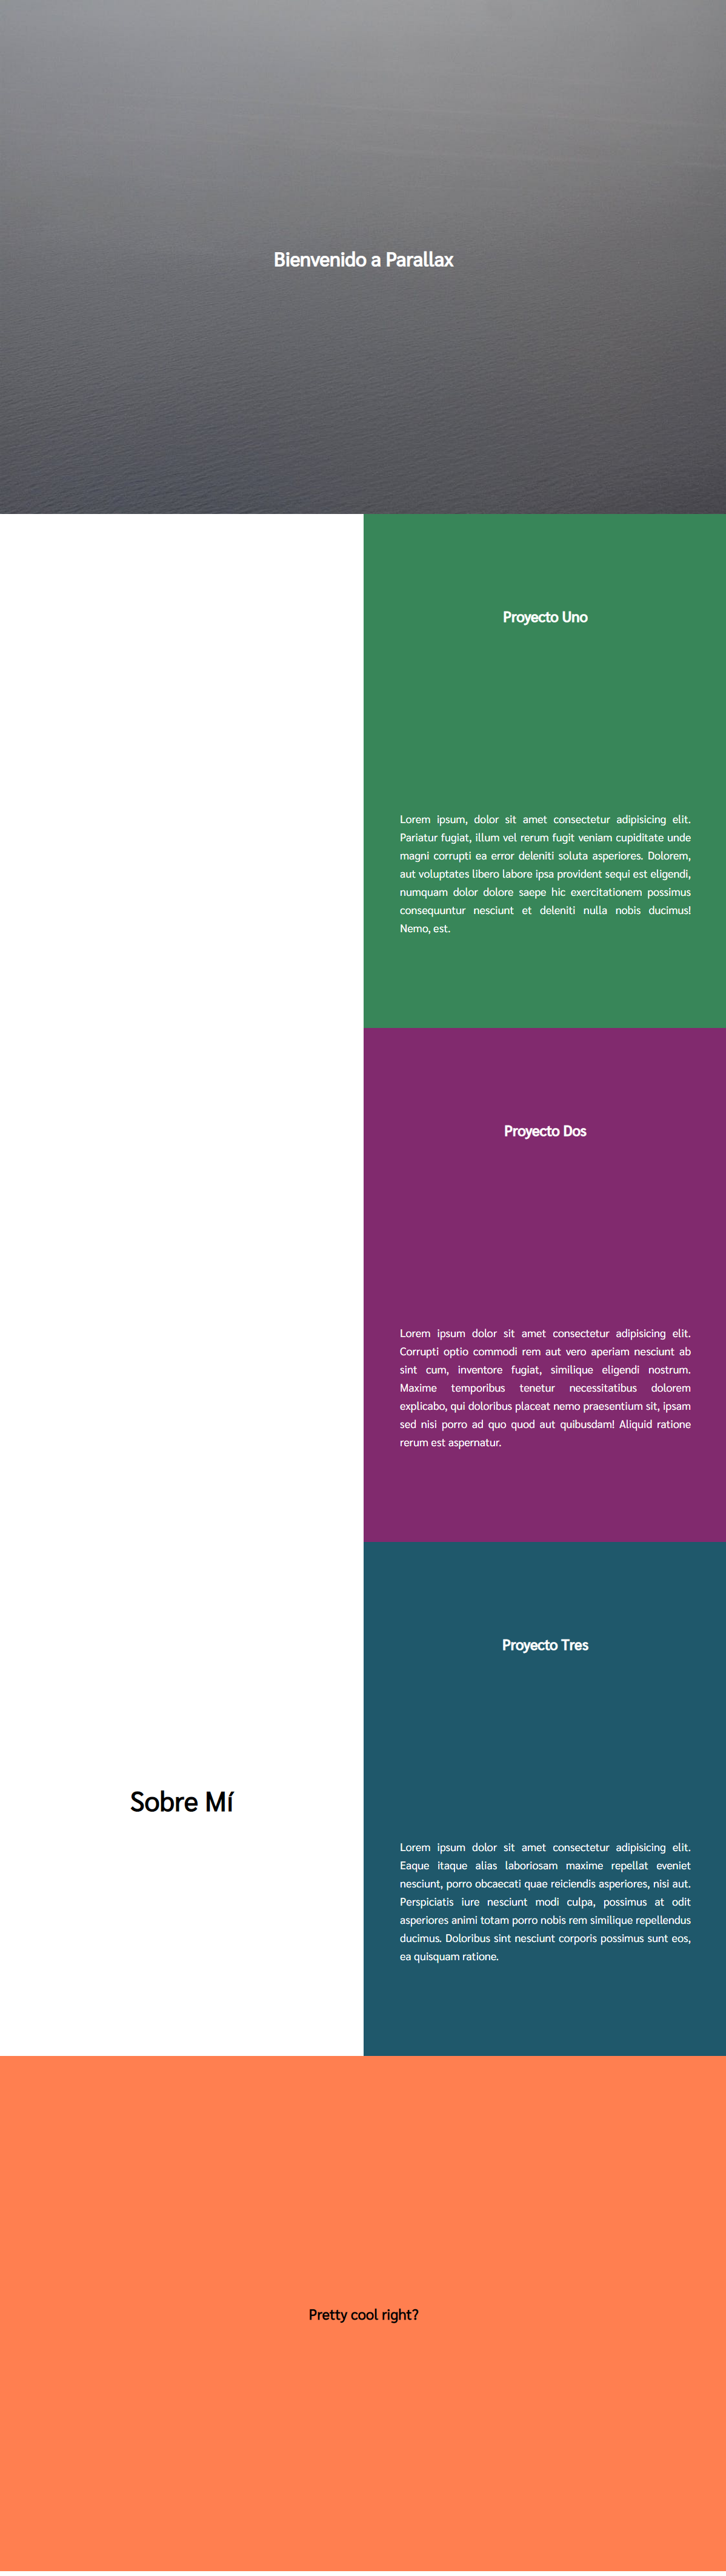 Bienvenido a Parallax
Proyecto Uno
Lorem ipsum, dolor sit amet consectetur adipisicing elit.
Pariatur fugiat, illum vel rerum fugit veniam cupiditate unde
magni corrupti ea error deleniti soluta asperiores. Dolorem,
aut voluptates libero labore ipsa provident sequi est eligendi,
numquam dolor dolore saepe hic exercitationem possimus
consequuntur nesciunt et deleniti nulla nobis ducimus!
Nemo, est.
Proyecto Dos
Lorem ipsum dolor sit amet consectetur adipisicing elit.
Corrupti optio commodi rem aut vero aperiam nesciunt ab
sint cum, inventore fugiat, similique eligendi nostrum.
Maxime temporibus tenetur necessitatibus dolorem
explicabo, qui doloribus placeat nemo praesentium sit, ipsam
sed nisi porro ad quo quod aut quibusdam! Aliquid ratione
rerum est aspernatur.
Proyecto Tres
Sobre Mí
Lorem ipsum dolor sit amet consectetur adipisicing elit.
Eaque itaque alias laboriosam maxime repellat eveniet
nesciunt, porro obcaecati quae reiciendis asperiores, nisi aut.
Perspiciatis iure nesciunt modi culpa, possimus at odit
asperiores animi totam porro nobis rem similique repellendus
ducimus. Doloribus sint nesciunt corporis possimus sunt eos,
ea quisquam ratione.
Pretty cool right?